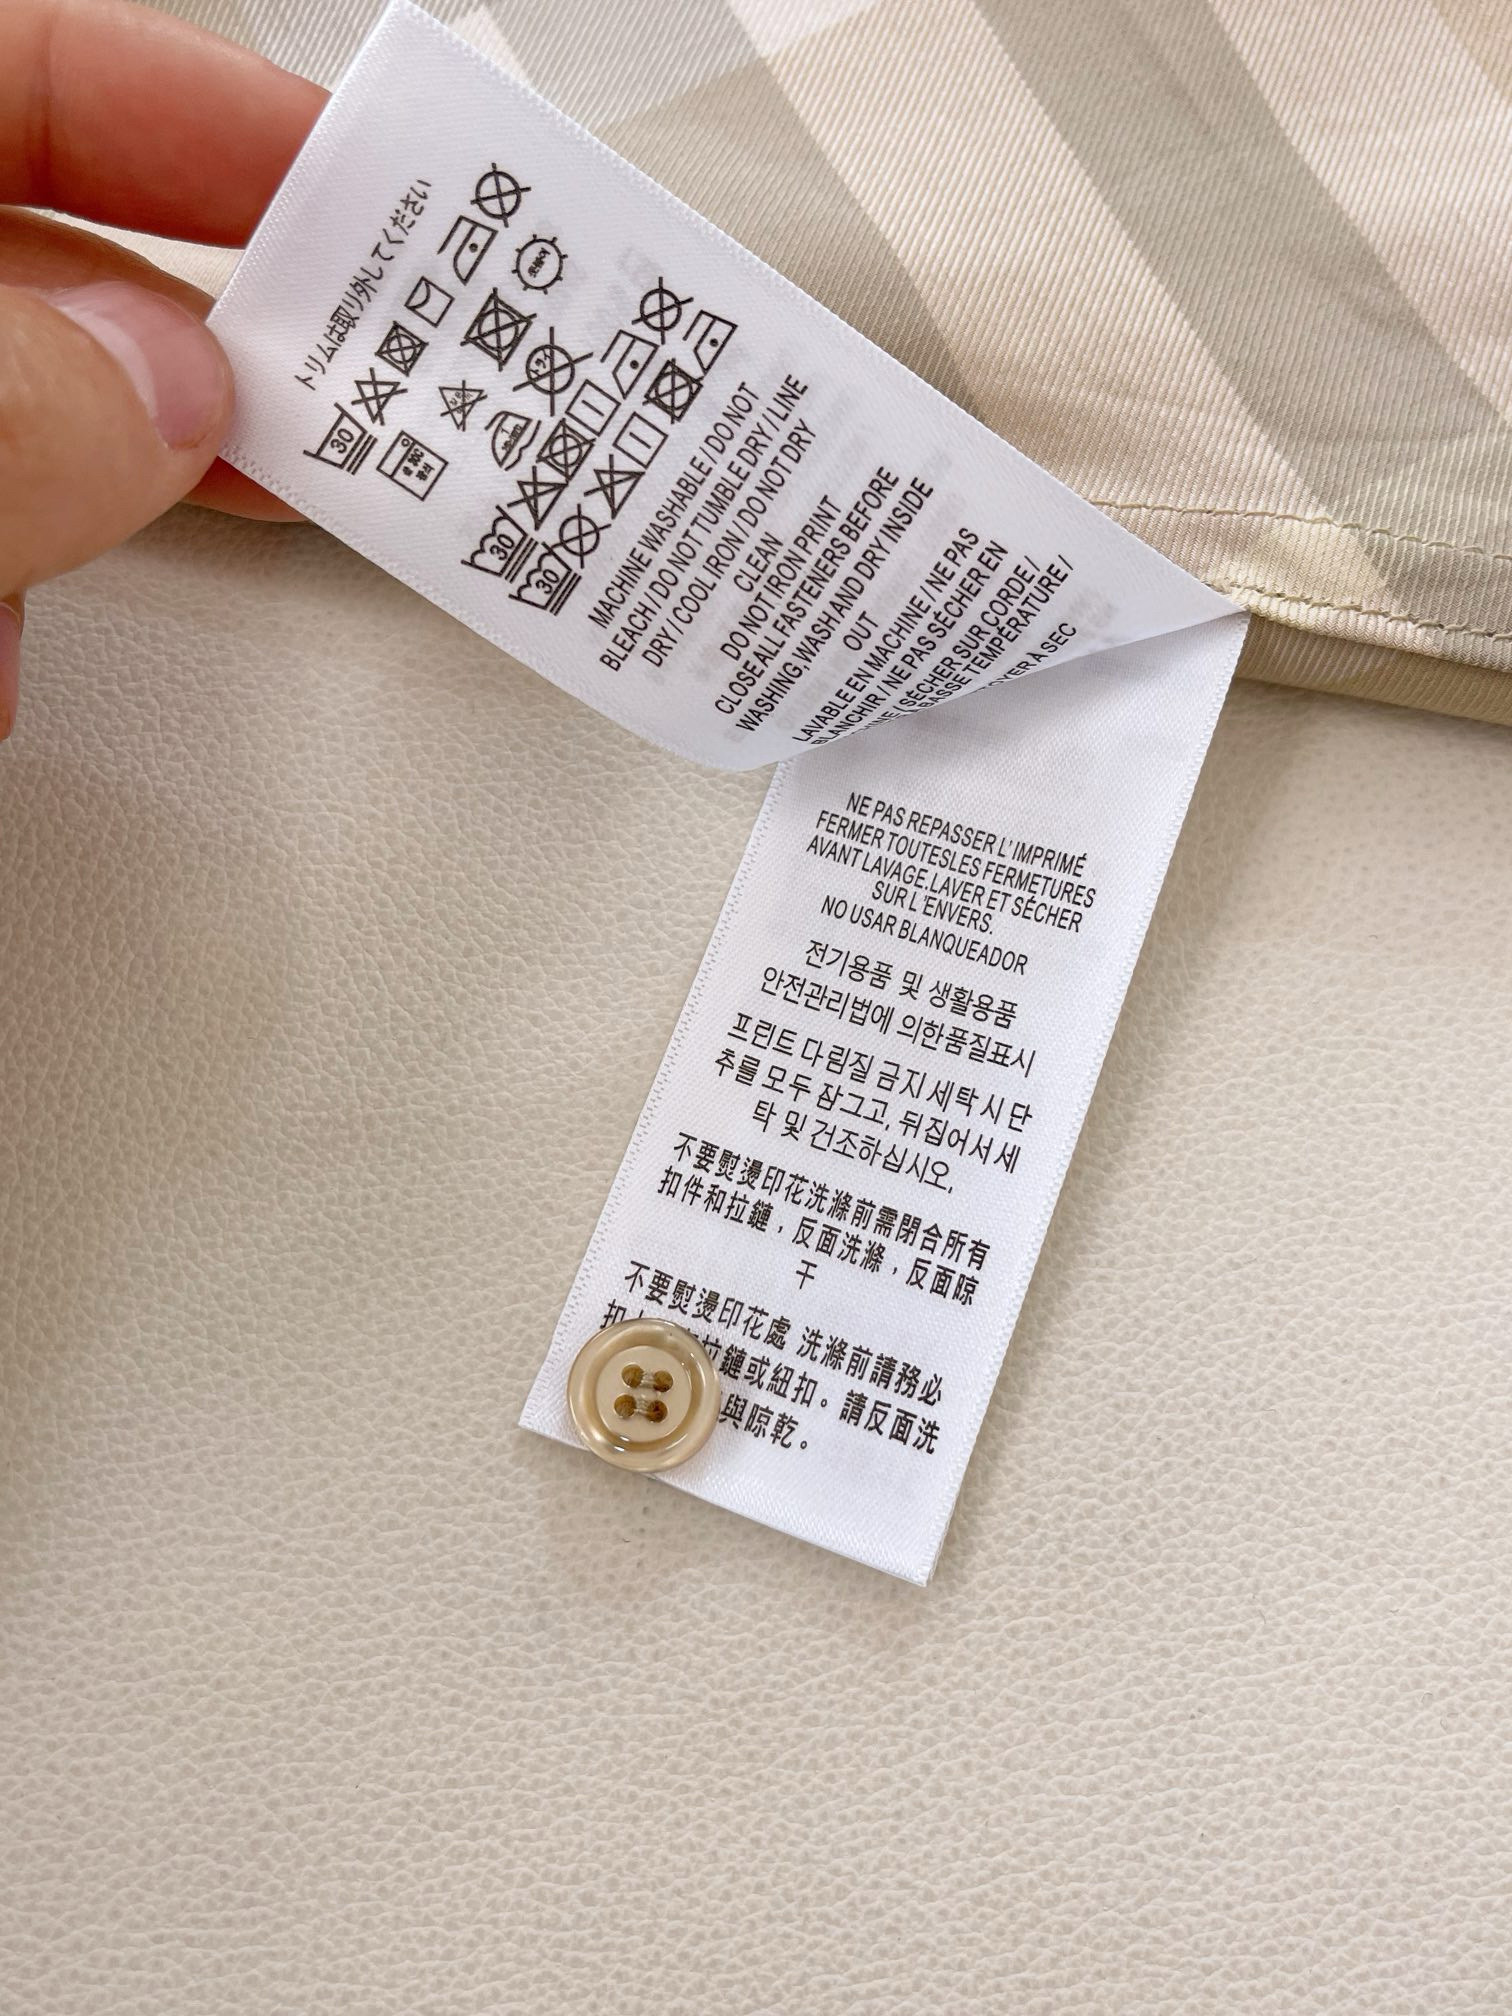 トリムは取り外してください
30
30
30
MACHINE WASHABLE / DO NOT
BLEACH / DO NOT TUMBLE DRY / LINE
DRY / COOL IRON / DO NOT DRY
CLEAN
DO NOT IRON PRINT
CLOSE ALL FASTENERS BEFORE
WASHING, WASH AND DRY INSIDE
OUT
LAVABLE EN MACHINE / NE PAS
BLANCHIR / NE PAS SÉCHER EN
/ SÉCHER SUR CORDE /
BASSE TEMPÉRATURE /
À SEC
NE PAS REPASSER L'IMPRIMÉ
FERMER TOUTESLES FERMETURES
AVANT LAVAGE.LAVER ET SÉCHER
SUR L'ENVERS.
NO USAR BLANQUEADOR
전기용품 및 생활용품
안전관리법에 의한품질표시
프린트 다림질 금지 세탁 시 단
추를 모두 잠그고, 뒤집어서 세
탁 및 건조하십시오.
不要熨燙印花洗滌前需閉合所有
扣件和拉鏈，反面洗滌，反面晾
干
不要熨燙印花處 洗滌前請務必
扣 拉鏈或紐扣。請反面洗
與晾乾。